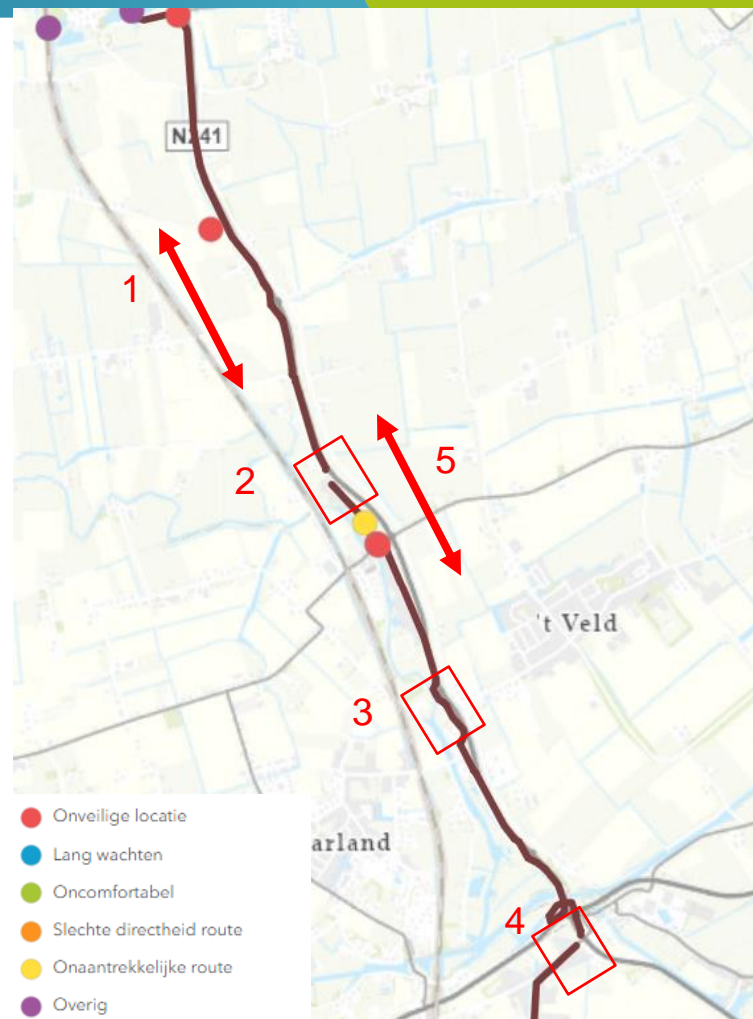 N241
1
2
5
't Veld
3
arland
4
Onveilige locatie
Lang wachten
Oncomfortabel
Slechte directheid route
Onaantrekkelijke route
Overig